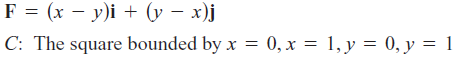 F = (x − y)i + (y − x)j
C: The square bounded by x = 0, x = 1, y = 0, y = 1